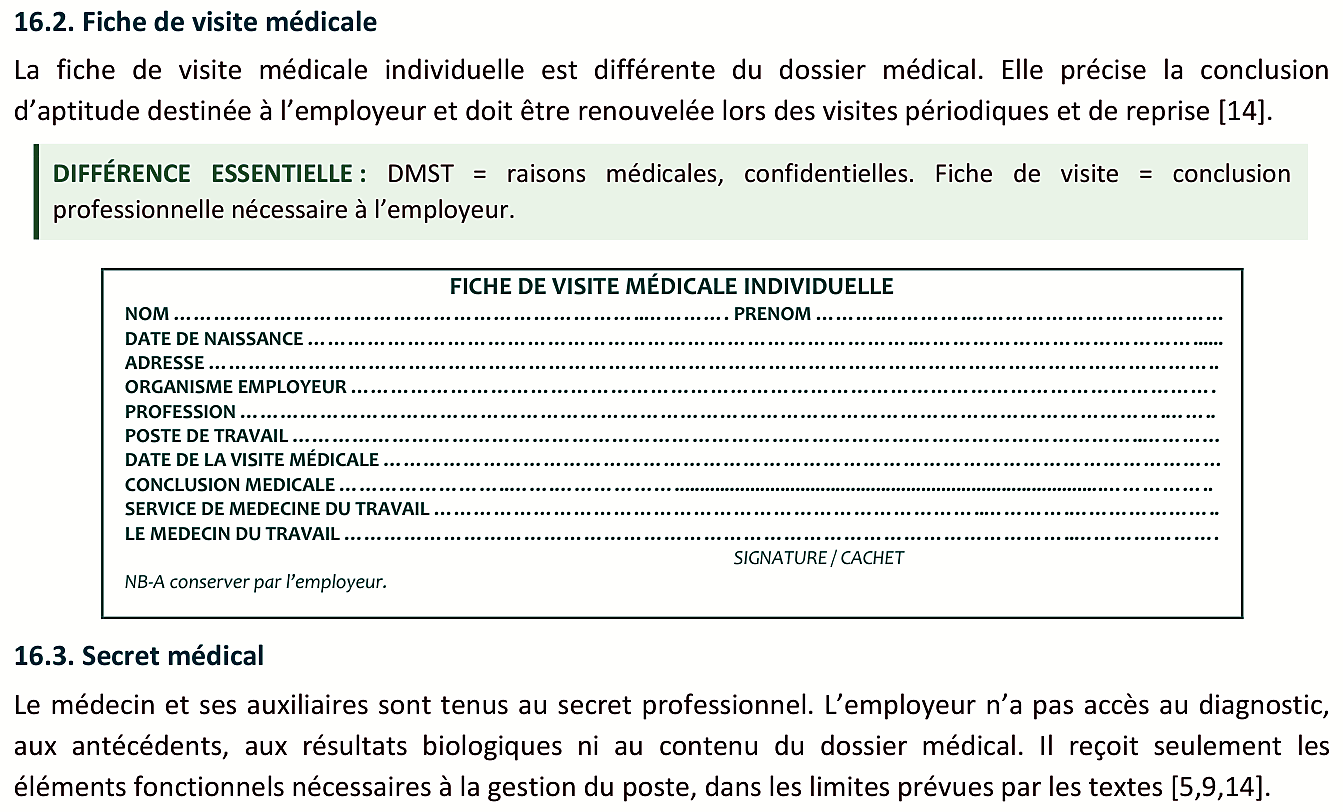 16.2. Fiche de visite médicale
La fiche de visite médicale individuelle est différente du dossier médical. Elle précise la conclusion
d’aptitude destinée à l’employeur et doit être renouvelée lors des visites périodiques et de reprise [14].
DIFFÉRENCE ESSENTIELLE : DMST = raisons médicales, confidentielles. Fiche de visite = conclusion
professionnelle nécessaire à l’employeur.
FICHE DE VISITE MÉDICALE INDIVIDUELLE
NOM ........................................ PRENOM ........................................
DATE DE NAISSANCE ........................................
ADRESSE ........................................
ORGANISME EMPLOYEUR ........................................
PROFESSION ........................................
POSTE DE TRAVAIL ........................................
DATE DE LA VISITE MÉDICALE ........................................
CONCLUSION MEDICALE ........................................
SERVICE DE MEDECINE DU TRAVAIL ........................................
LE MEDECIN DU TRAVAIL ........................................
SIGNATURE / CACHET
NB-A conserver par l’employeur.
16.3. Secret médical
Le médecin et ses auxiliaires sont tenus au secret professionnel. L’employeur n’a pas accès au diagnostic,
aux antécédents, aux résultats biologiques ni au contenu du dossier médical. Il reçoit seulement les
éléments fonctionnels nécessaires à la gestion du poste, dans les limites prévues par les textes [5,9,14].